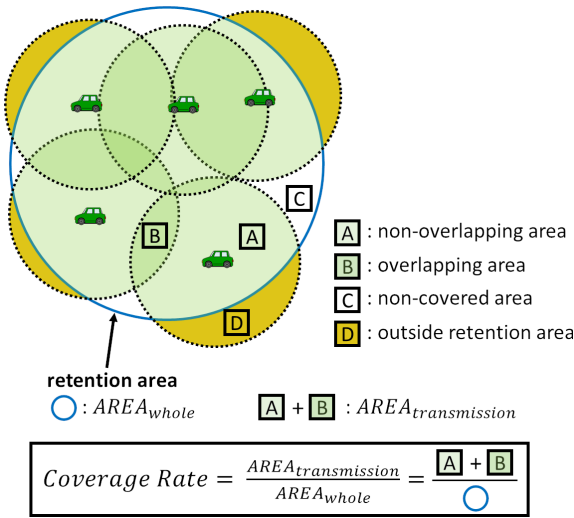 C
B
A
D
A : non-overlapping area
B : overlapping area
C : non-covered area
D : outside retention area
retention area
: AREA_whole
A + B : AREA_transmission
Coverage Rate = AREA_transmission / AREA_whole = A + B /